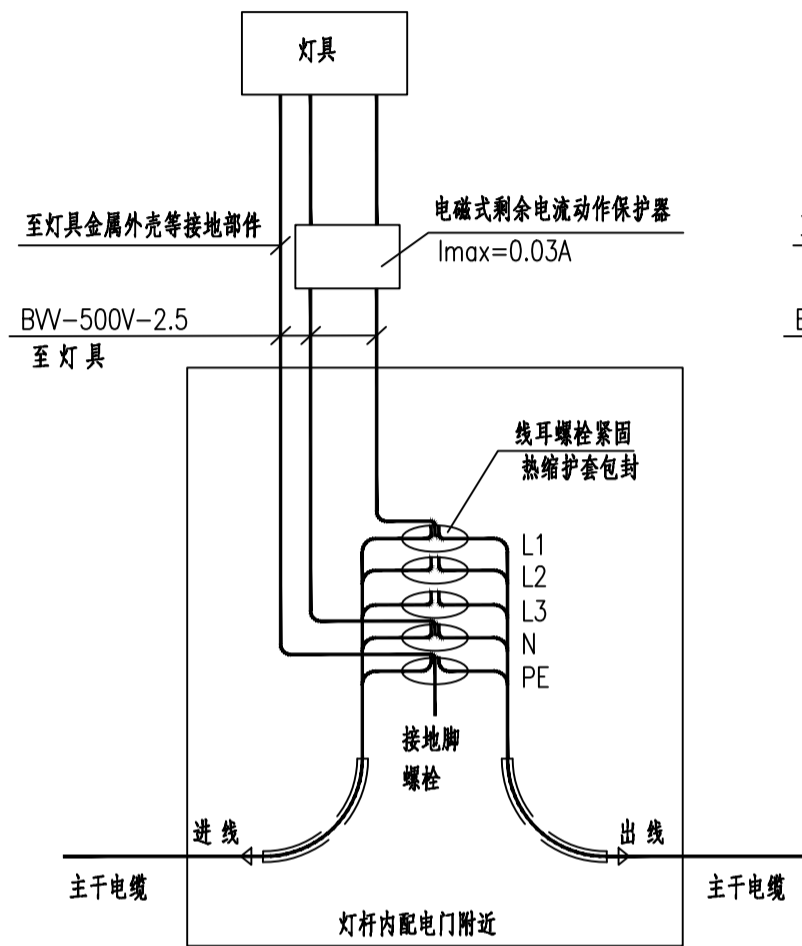 灯具
至灯具金属外壳等接地部件
电磁式剩余电流动作保护器
Imax=0.03A
BVV-500V-2.5
至灯具
线耳螺栓紧固
热缩护套包封
L1
L2
L3
N
PE
接地脚
螺栓
进线
出线
主干电缆
主干电缆
灯杆内配电门附近